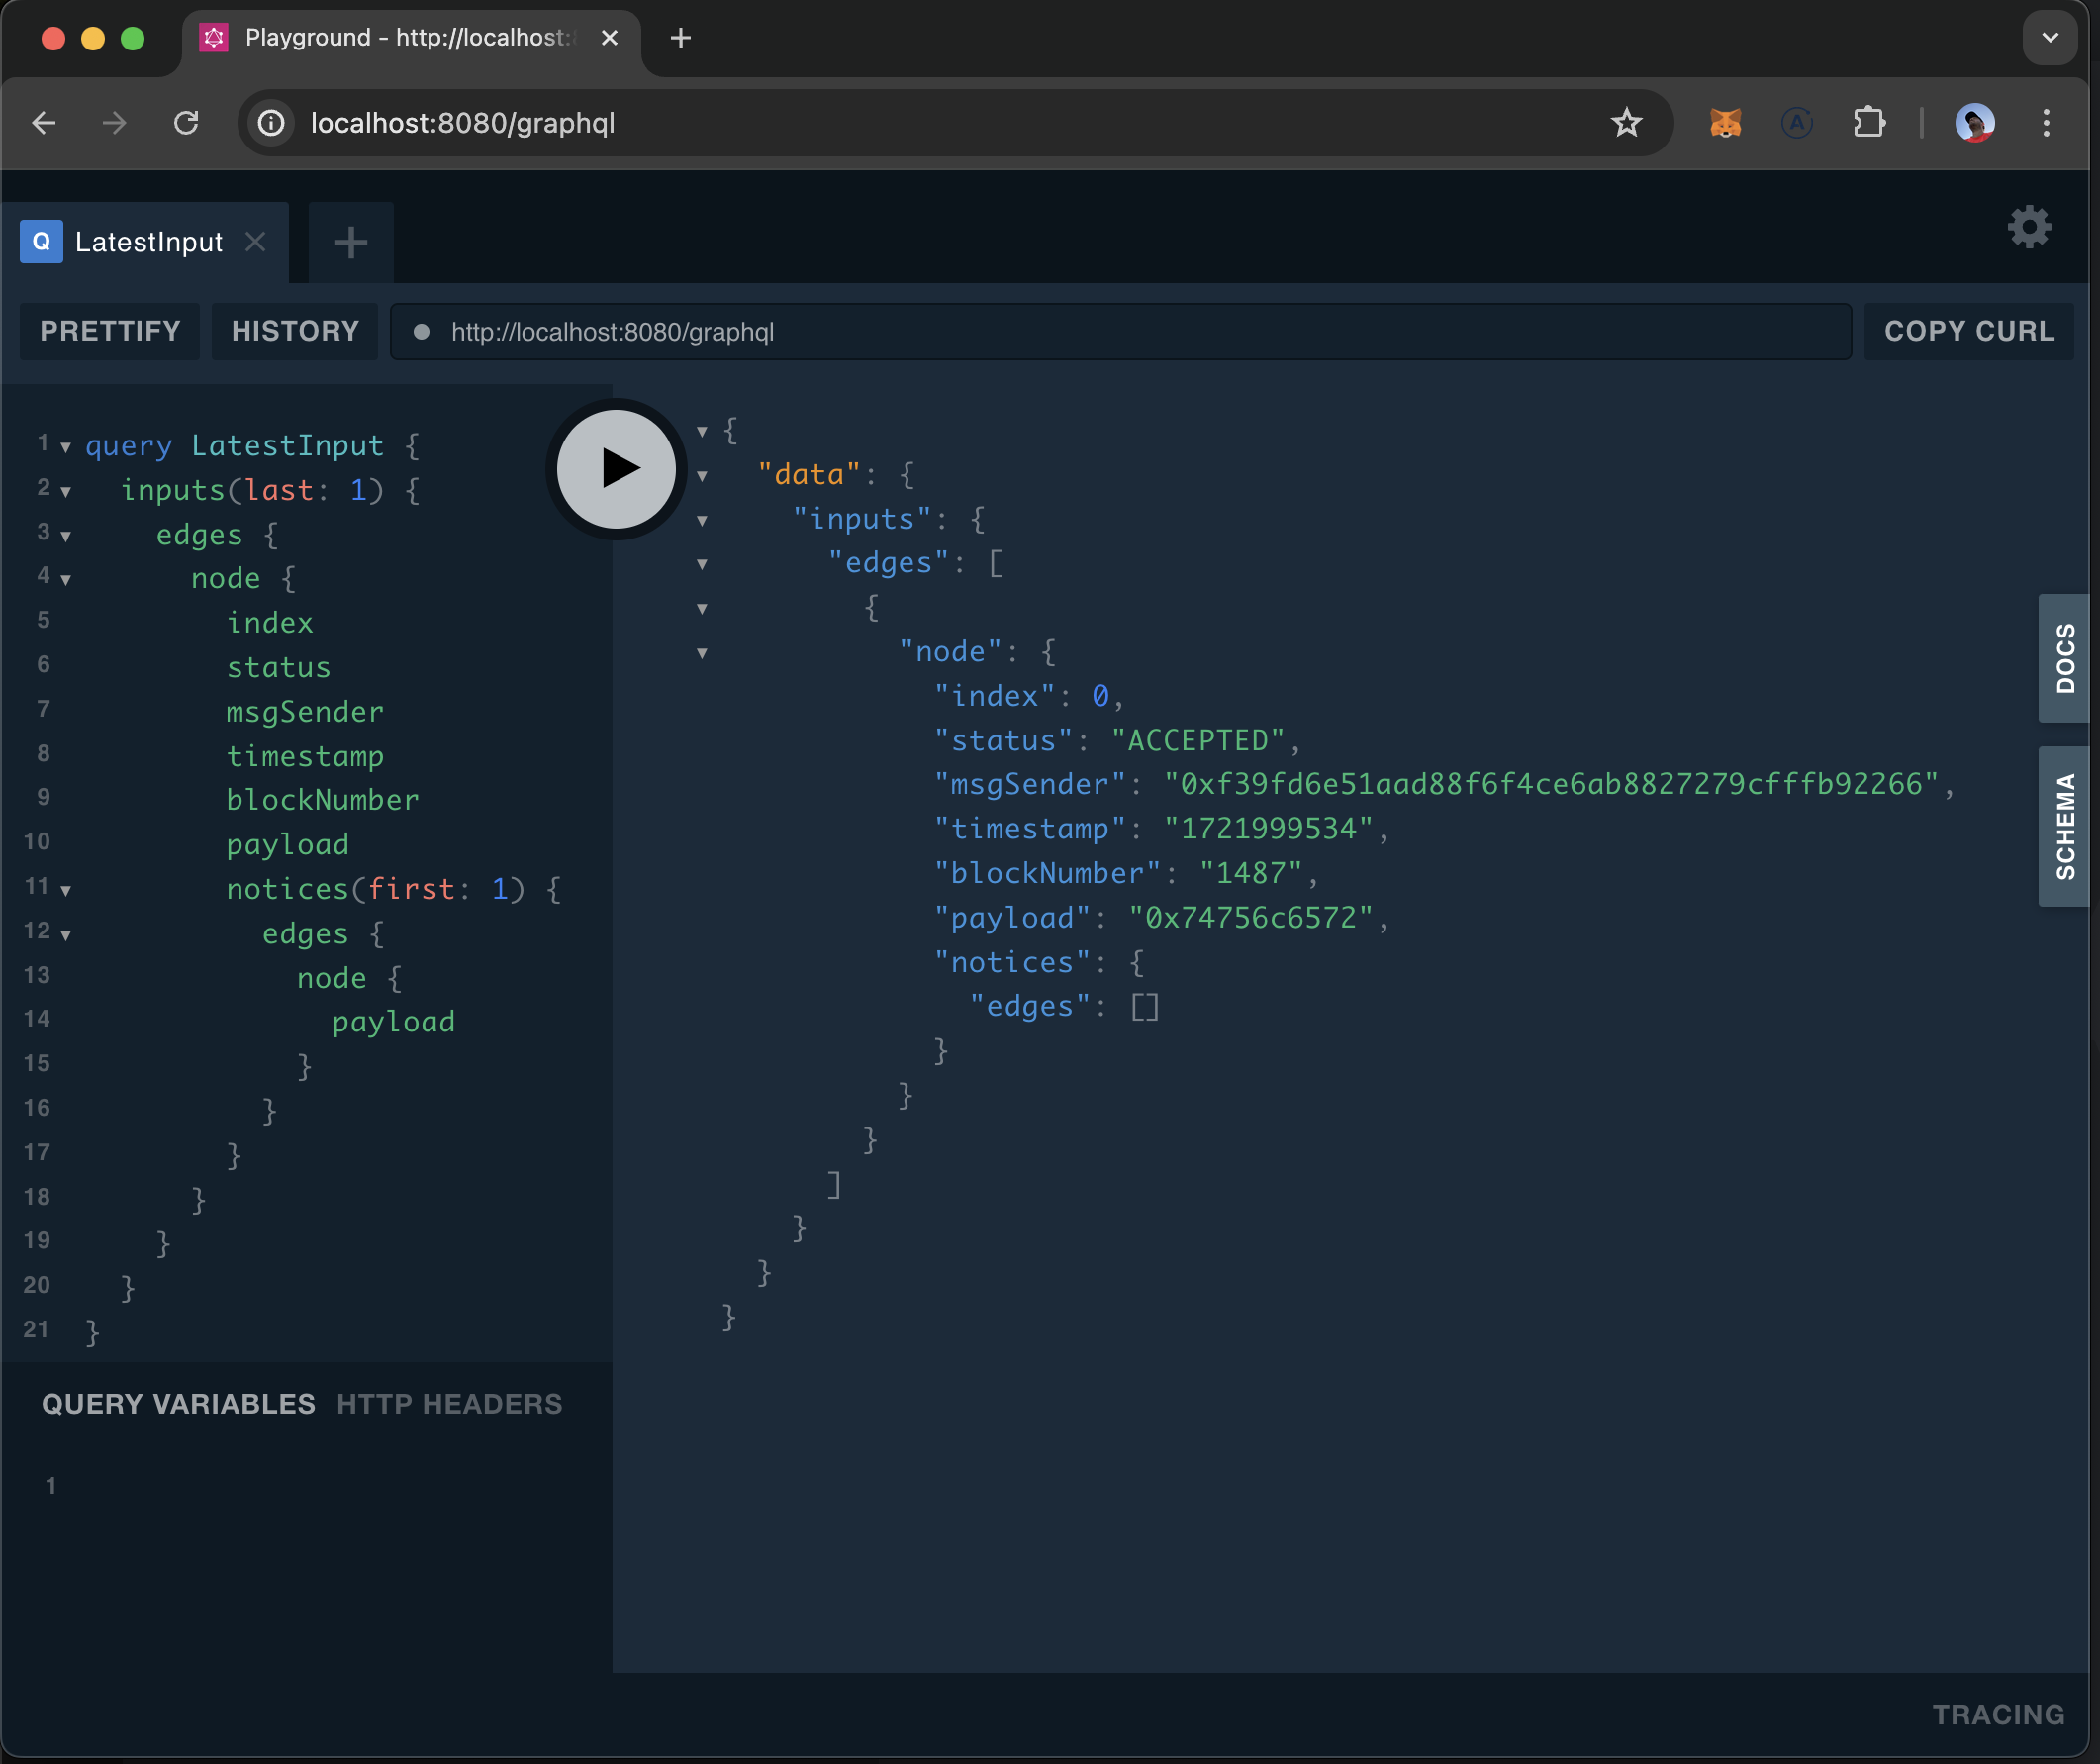 Playground - http://localhost:
localhost:8080/graphql
Q LatestInput
PRETTIFY HISTORY http://localhost:8080/graphql COPY CURL
1 query LatestInput {
2 inputs(last: 1) {
3 edges {
4 node {
5 index
6 status
7 msgSender
8 timestamp
9 blockNumber
10 payload
11 notices(first: 1) {
12 edges {
13 node {
14 payload
15 }
16 }
17 }
18 }
19 }
20 }
21 }
{
"data": {
"inputs": {
"edges": [
{
"node": {
"index": 0,
"status": "ACCEPTED",
"msgSender": "0xf39fd6e51aad88f6f4ce6ab8827279cfffb92266",
"timestamp": "1721999534",
"blockNumber": "1487",
"payload": "0x74756c6572",
"notices": {
"edges": []
}
}
}
]
}
}
}
DOCS
SCHEMA
QUERY VARIABLES HTTP HEADERS
1
TRACING